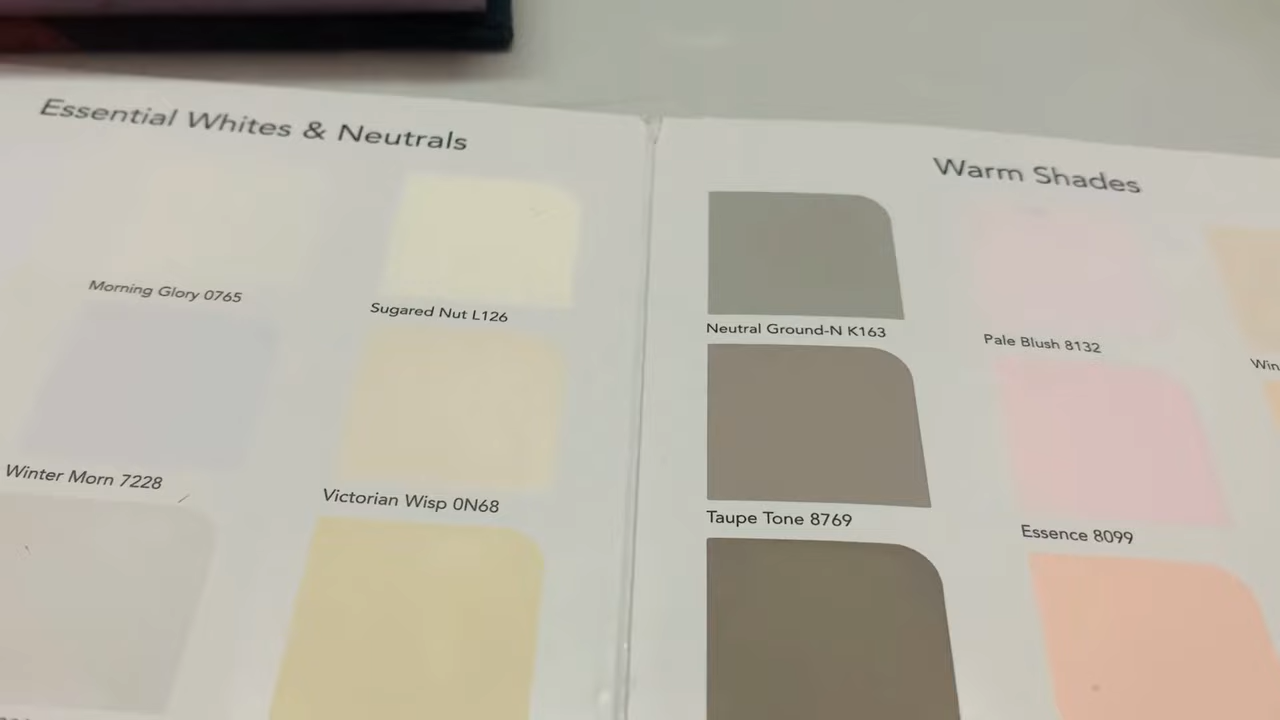 Essential Whites & Neutrals
Morning Glory 0765
Sugared Nut L126
Winter Morn 7228
Victorian Wisp 0N68
Warm Shades
Neutral Ground-N K163
Pale Blush 8132
Taupe Tone 8769
Essence 8099